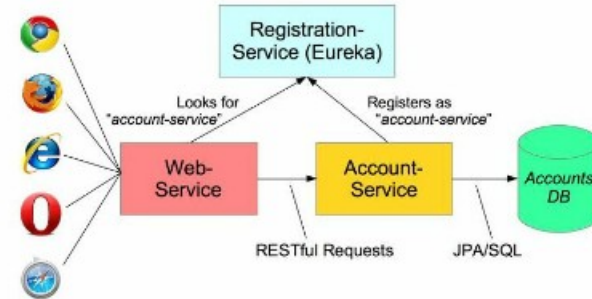 Registration-
Service (Eureka)
Looks for
"account-service"
Registers as
"account-service"
Web-
Service
Account-
Service
Accounts
DB
RESTful Requests
JPA/SQL